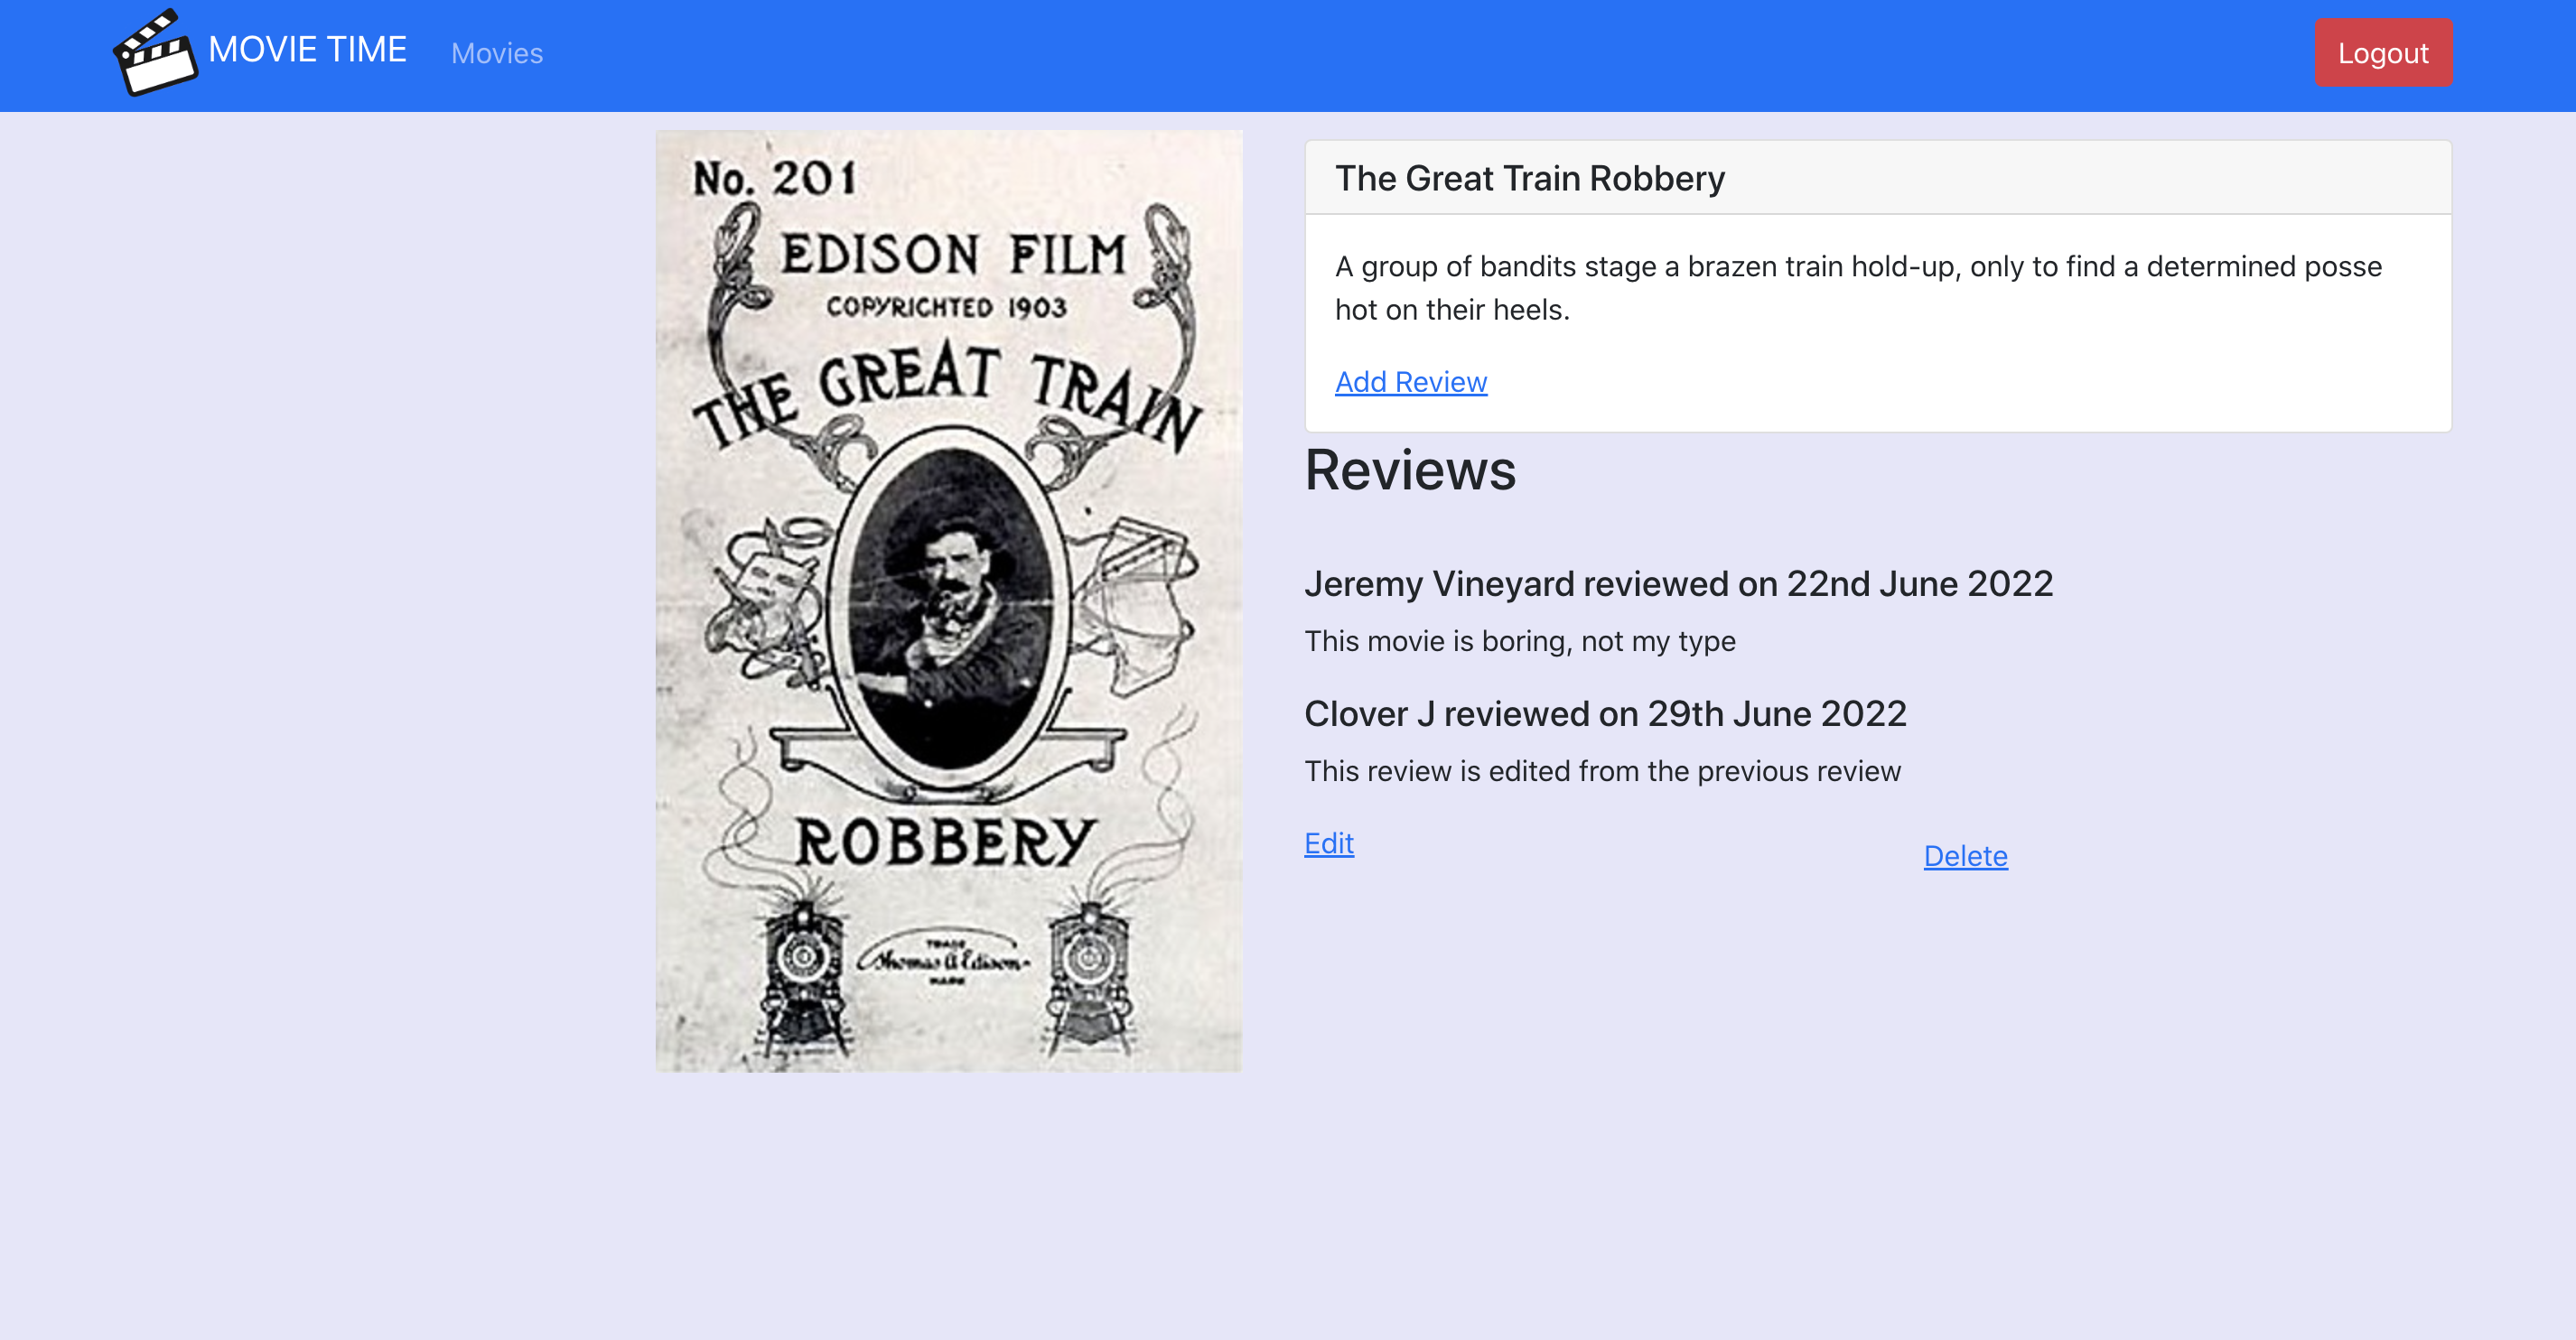 MOVIE TIME
Movies
Logout
No. 201
EDISON FILM
COPYRIGHTED 1903
THE GREAT TRAIN
ROBBERY
TRADE
Thomas A Edison
MARK
The Great Train Robbery
A group of bandits stage a brazen train hold-up, only to find a determined posse
hot on their heels.
Add Review
Reviews
Jeremy Vineyard reviewed on 22nd June 2022
This movie is boring, not my type
Clover J reviewed on 29th June 2022
This review is edited from the previous review
Edit
Delete